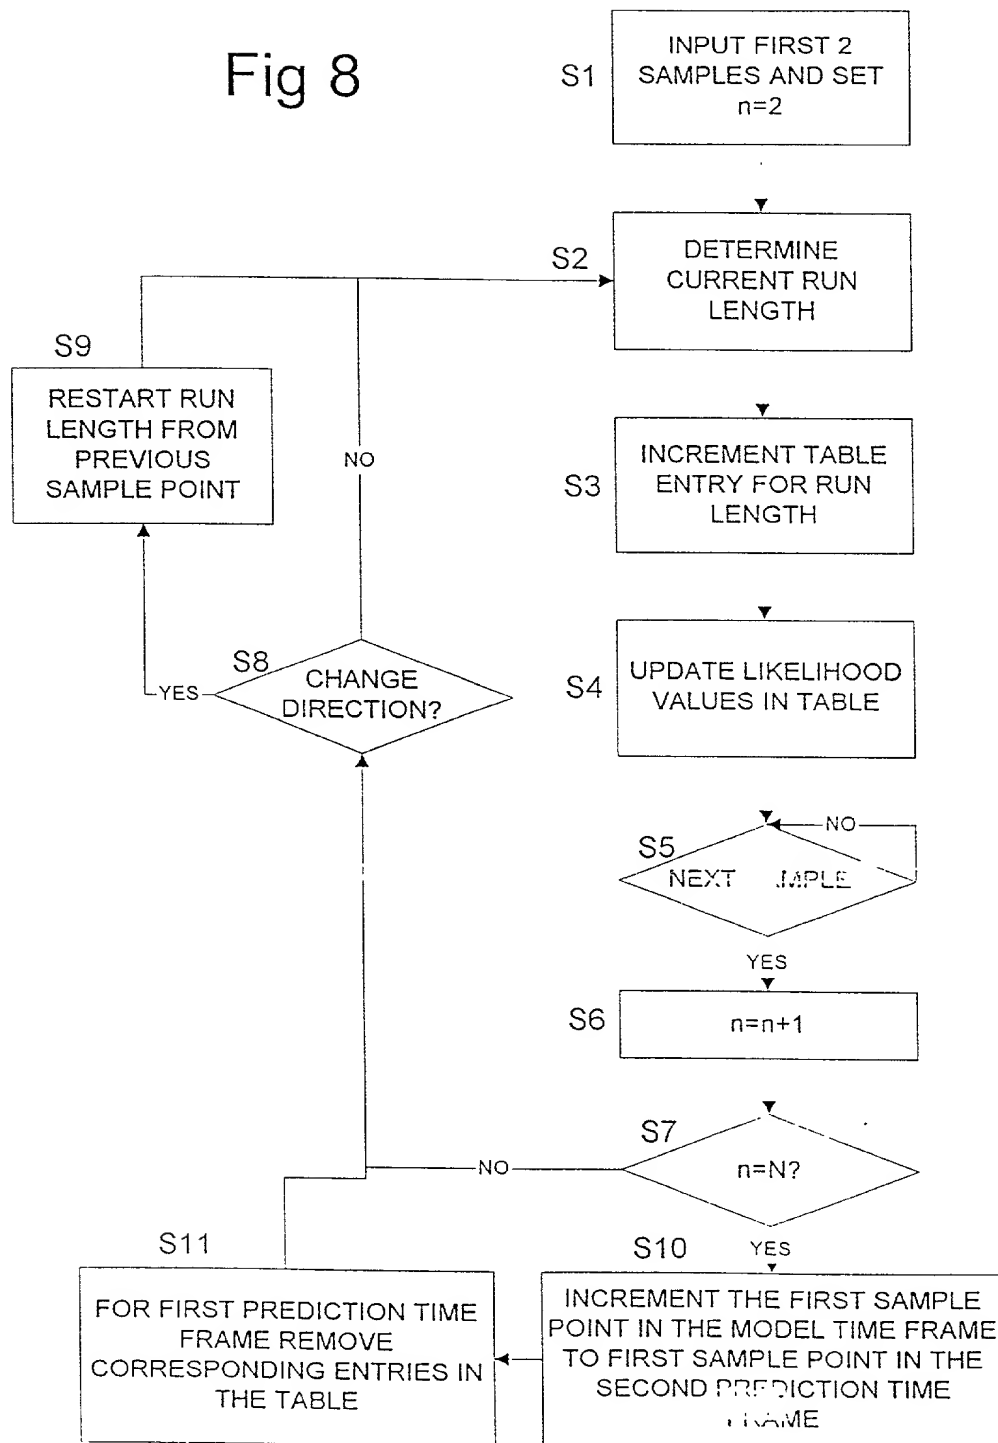 Fig 8
S1
INPUT FIRST 2
SAMPLES AND SET
n=2
S2
DETERMINE
CURRENT RUN
LENGTH
S9
RESTART RUN
LENGTH FROM
PREVIOUS
SAMPLE POINT
NO
S3
INCREMENT TABLE
ENTRY FOR RUN
LENGTH
S8
CHANGE
DIRECTION?
YES
S4
UPDATE LIKELIHOOD
VALUES IN TABLE
S5
NO
NEXT
YES
S6
n=n+1
S7
n=N?
NO
YES
S11
FOR FIRST PREDICTION TIME
FRAME REMOVE
CORRESPONDING ENTRIES IN
THE TABLE
S10
INCREMENT THE FIRST SAMPLE
POINT IN THE MODEL TIME FRAME
TO FIRST SAMPLE POINT IN THE
SECOND PREDICTION TIME
FRAME